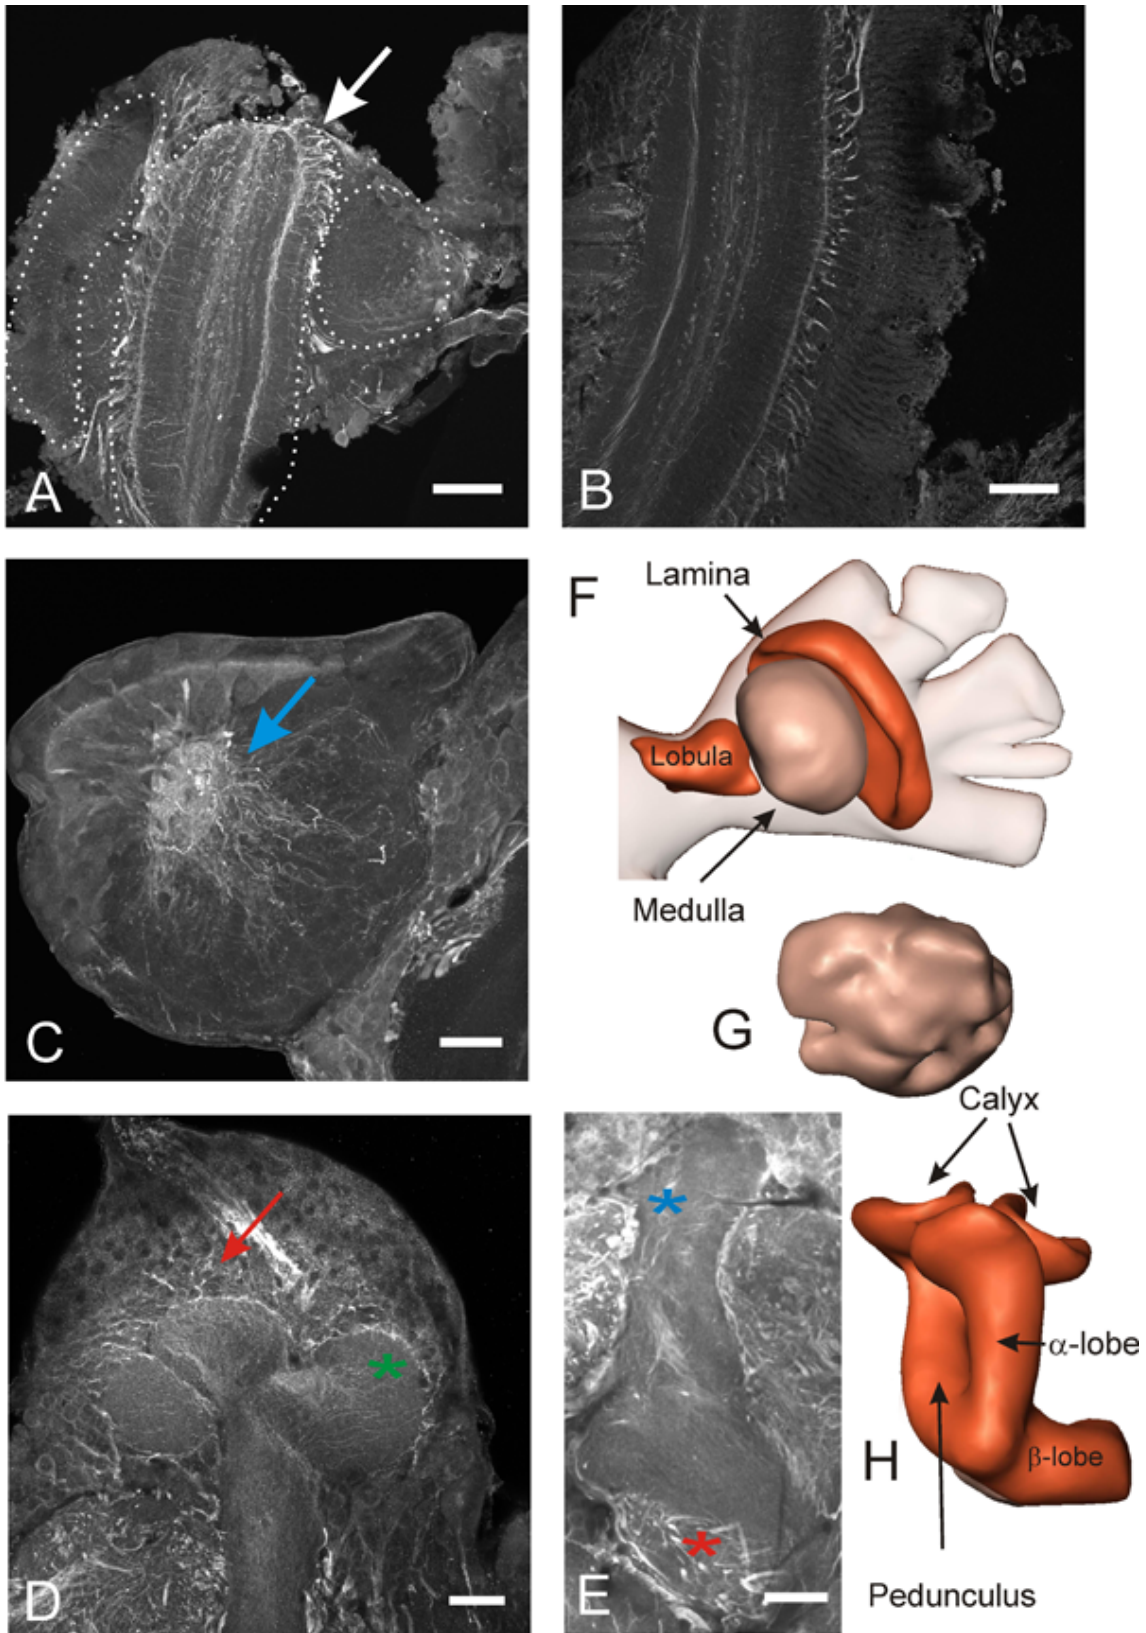 A
B
C
F
Lamina
Lobula
Medulla
G
D
E
Calyx
α-lobe
β-lobe
H
Pedunculus